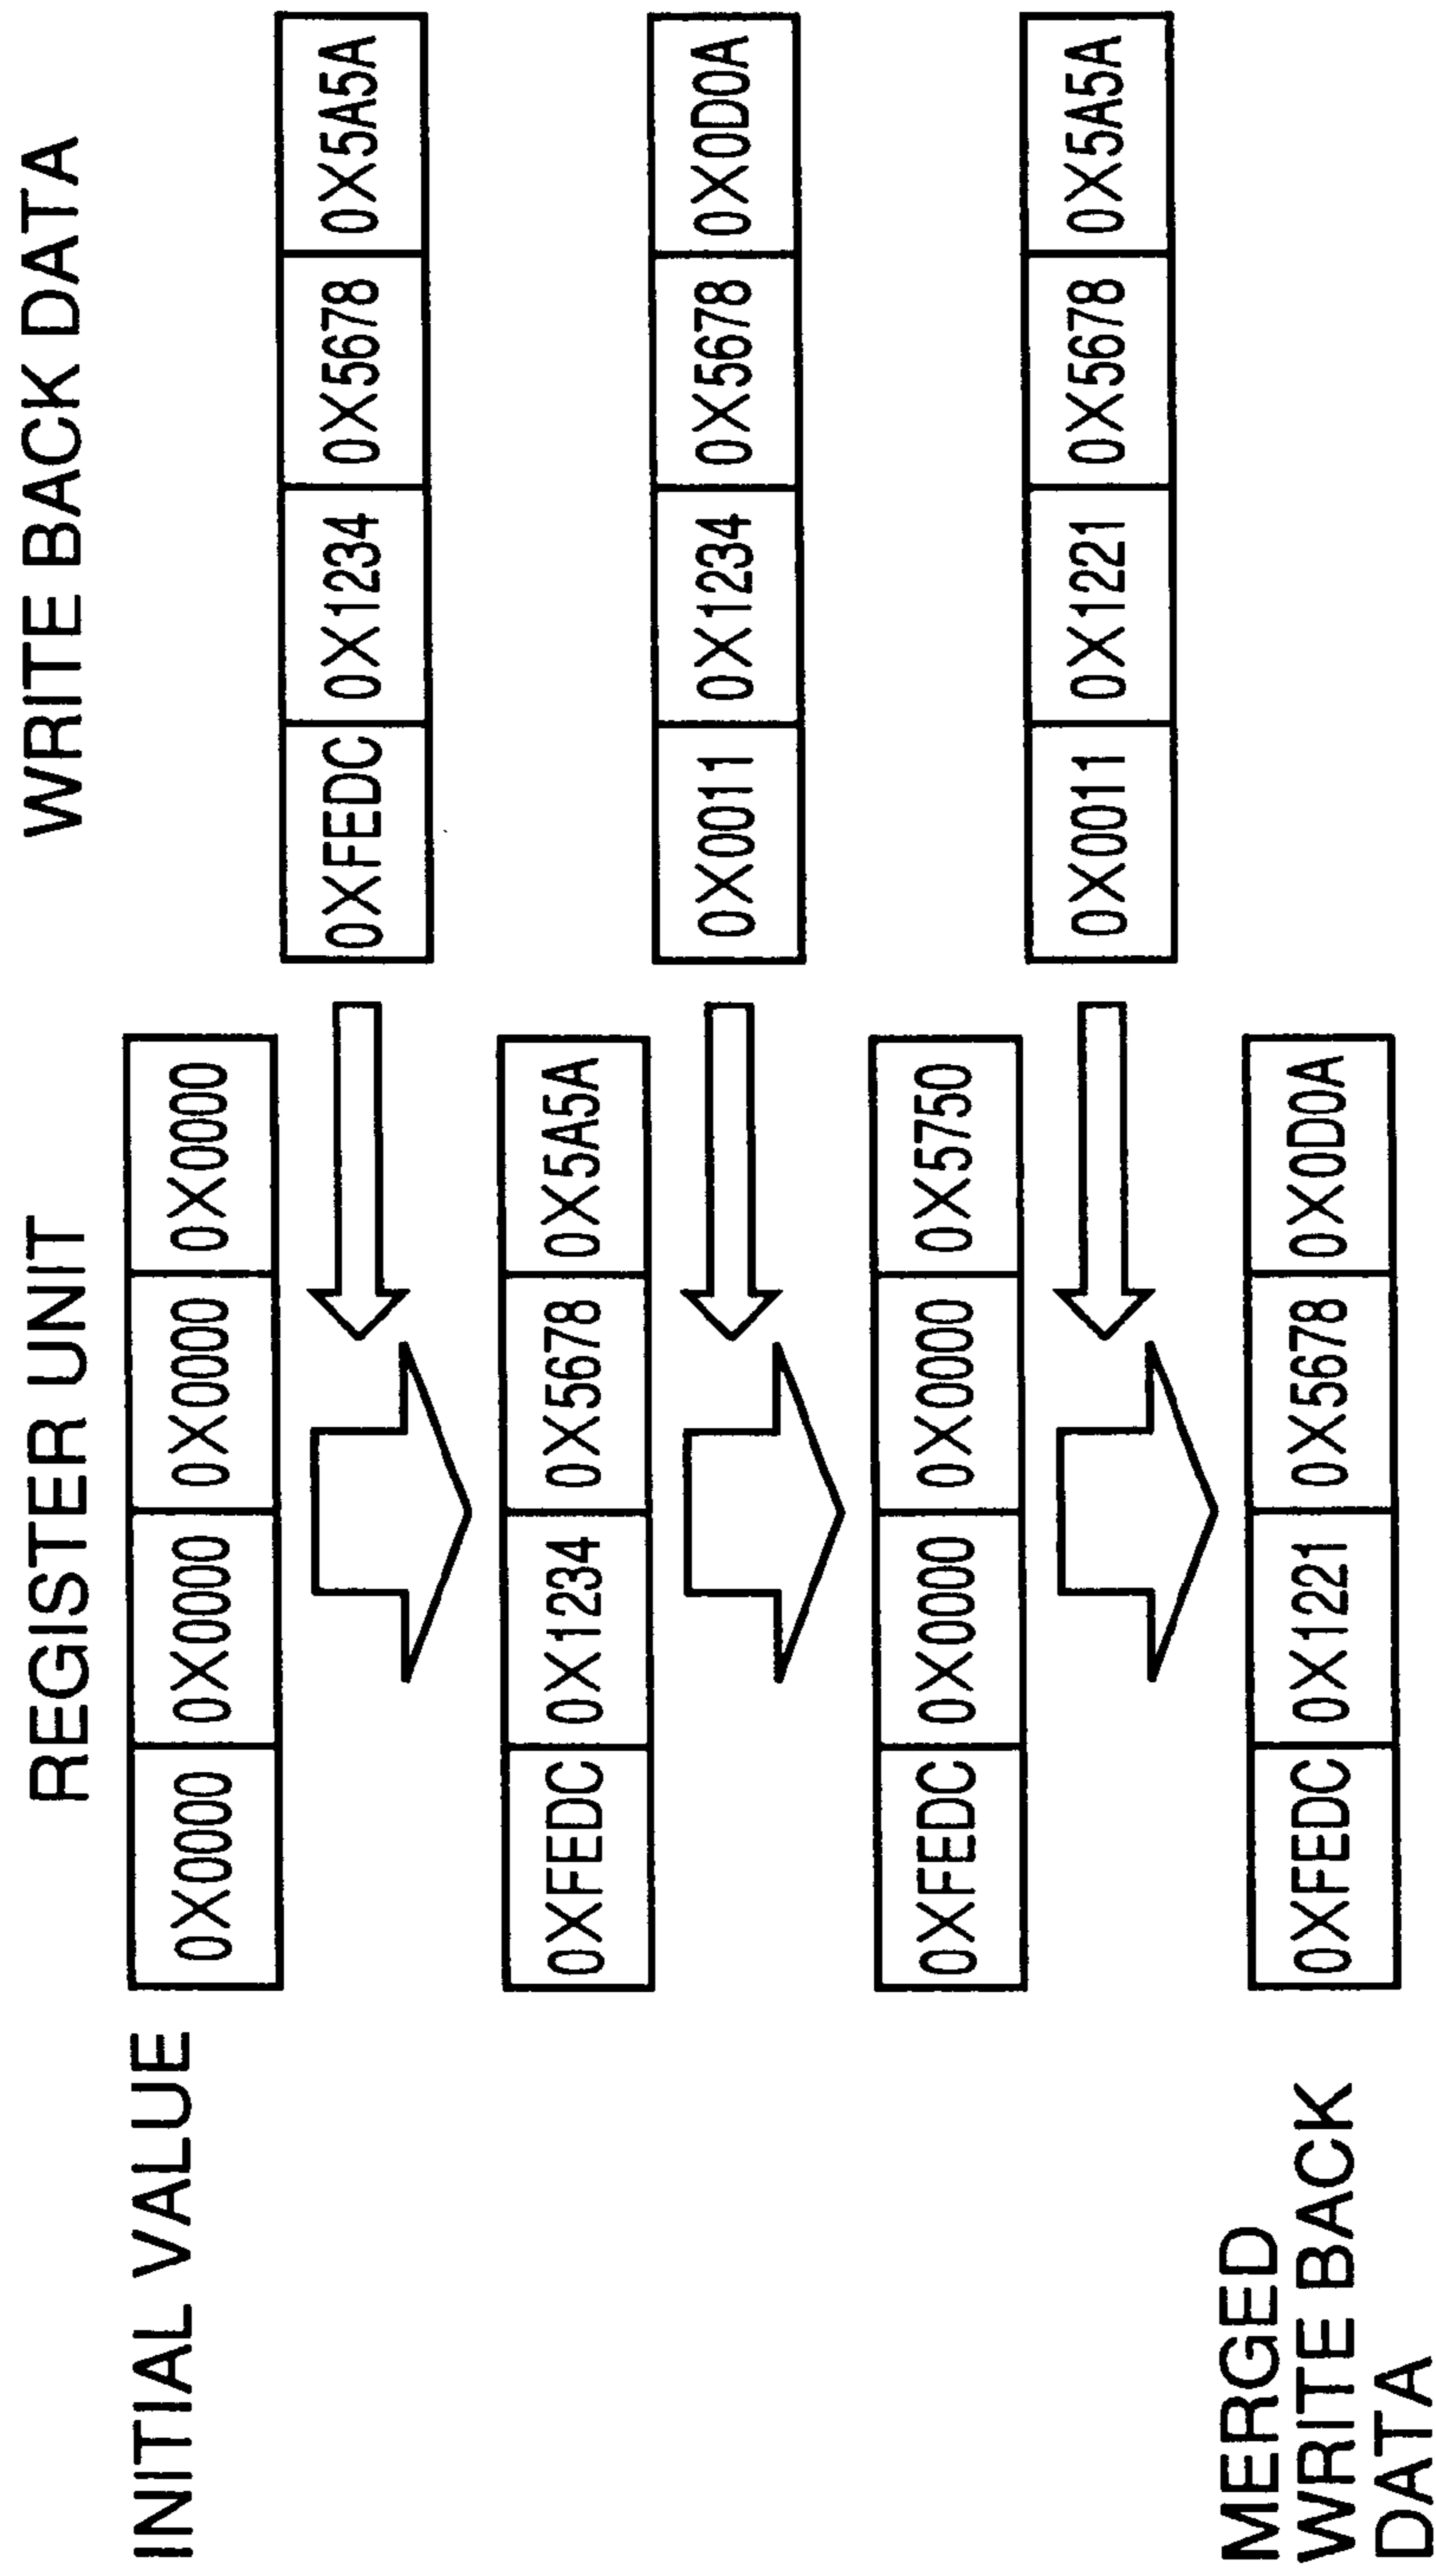 REGISTER UNIT WRITE BACK DATA
INITIAL VALUE 0X0000 0X0000 0X0000 0X0000
0XFEDC 0X1234 0X5678 0X5A5A
0XFEDC 0X1234 0X5678 0X5A5A
0X0011 0X1234 0X5678 0X0D0A
0XFEDC 0X0000 0X0000 0X5750
0X0011 0X1221 0X5678 0X5A5A
MERGED
WRITE BACK
DATA
0XFEDC 0X1221 0X5678 0X0D0A